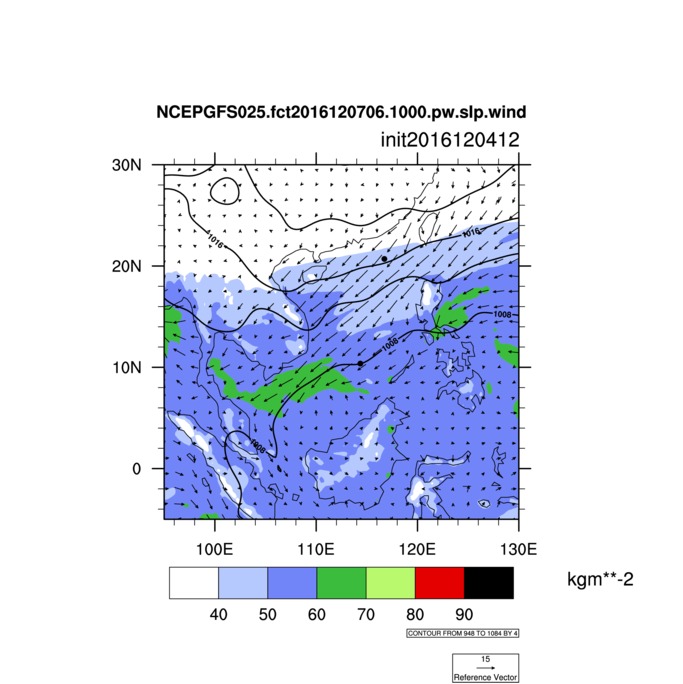 NCEPGFS025.fct2016120706.1000.pw.slp.wind
init2016120412
30N
20N
10N
0
1016
1016
1008
1008
1008
100E 110E 120E 130E
kgm**-2
40 50 60 70 80 90
CONTOUR FROM 948 TO 1084 BY 4
15
Reference Vector